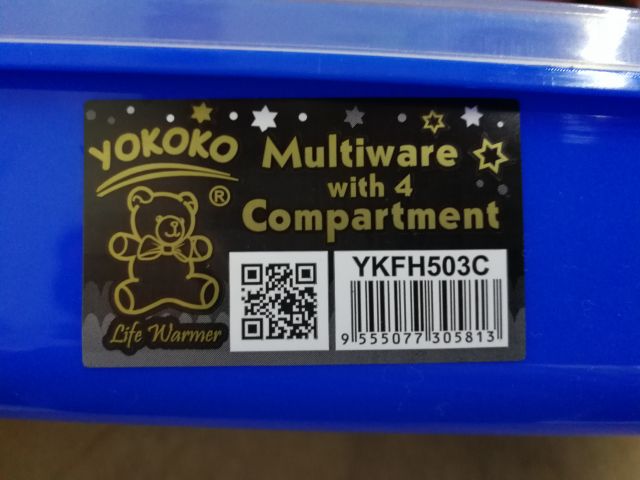 YOKOKO
®
Multiware
with 4
Compartment
Life Warmer
YKFH503C
9 555077 305813